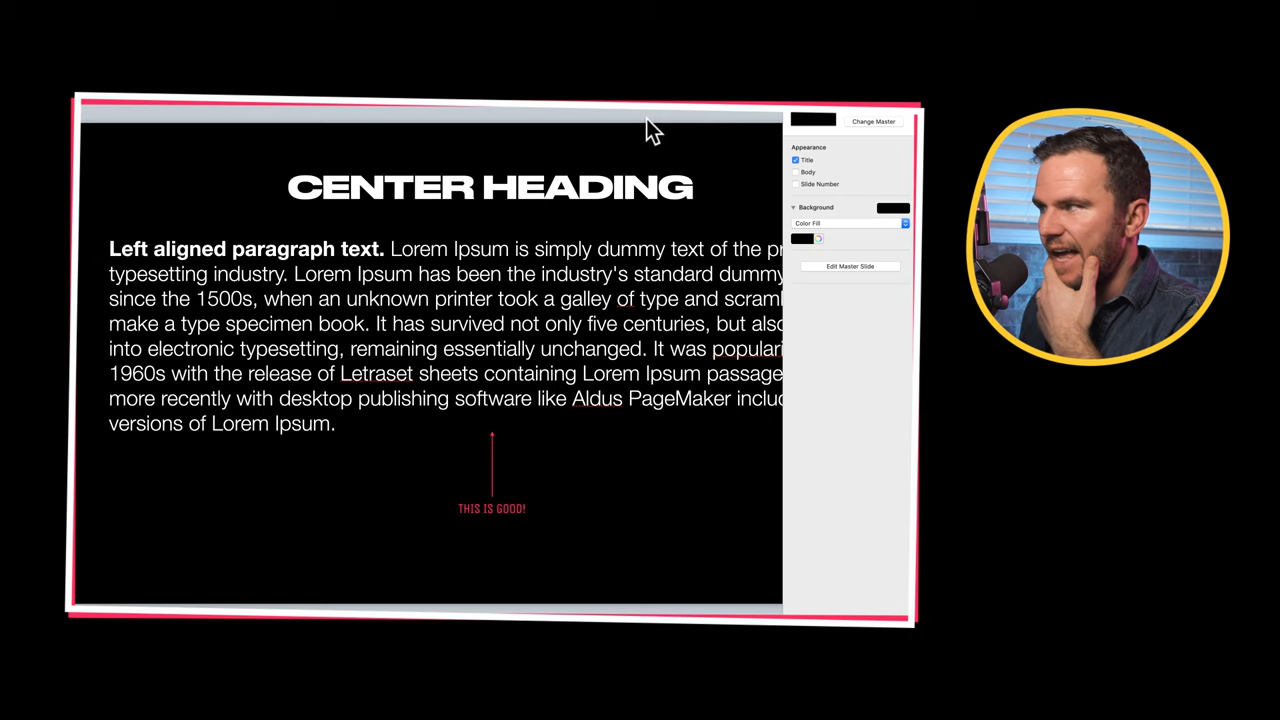 Change Master
Appearance
Title
Body
Slide Number
Background
Color Fill
Edit Master Slide
CENTER HEADING
Left aligned paragraph text. Lorem Ipsum is simply dummy text of the
typesitting industry. Lorem Ipsum has been the industry's standard dummy
since the 1500s, when an unknown printer took a galley of type and
make a type specimen book. It has survived not only five centuries, but
into electronic typesetting, remaining essentially unchanged. It was
1960s with the release of Letraset sheets containing Lorem Ipsum
more recently with desktop publishing software like Aldus PageMaker
versions of Lorem Ipsum.
THIS IS GOOD!